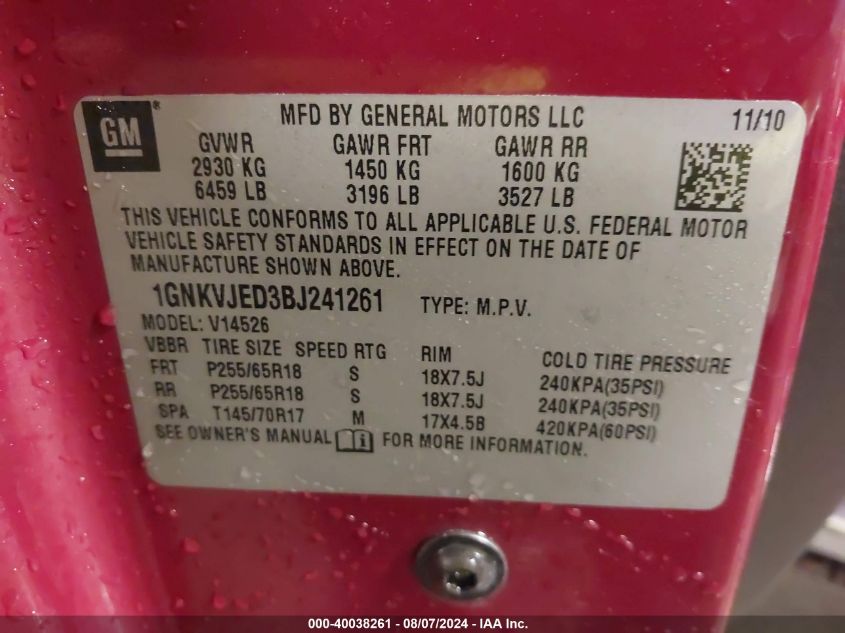 GM ®
MFD BY GENERAL MOTORS LLC 11/10
GVWR GAWR FRT GAWR RR
2930 KG 1450 KG 1600 KG
6459 LB 3196 LB 3527 LB
THIS VEHICLE CONFORMS TO ALL APPLICABLE U.S. FEDERAL MOTOR
VEHICLE SAFETY STANDARDS IN EFFECT ON THE DATE OF
MANUFACTURE SHOWN ABOVE.
1GNKVJED3BJ241261 TYPE: M.P.V.
MODEL: V14526
VBBR TIRE SIZE SPEED RTG RIM COLD TIRE PRESSURE
FRT P255/65R18 S 18X7.5J 240KPA(35PSI)
RR P255/65R18 S 18X7.5J 240KPA(35PSI)
SPA T145/70R17 M 17X4.5B 420KPA(60PSI)
SEE OWNER'S MANUAL i FOR MORE INFORMATION.
000-40038261 - 08/07/2024 - IAA Inc.